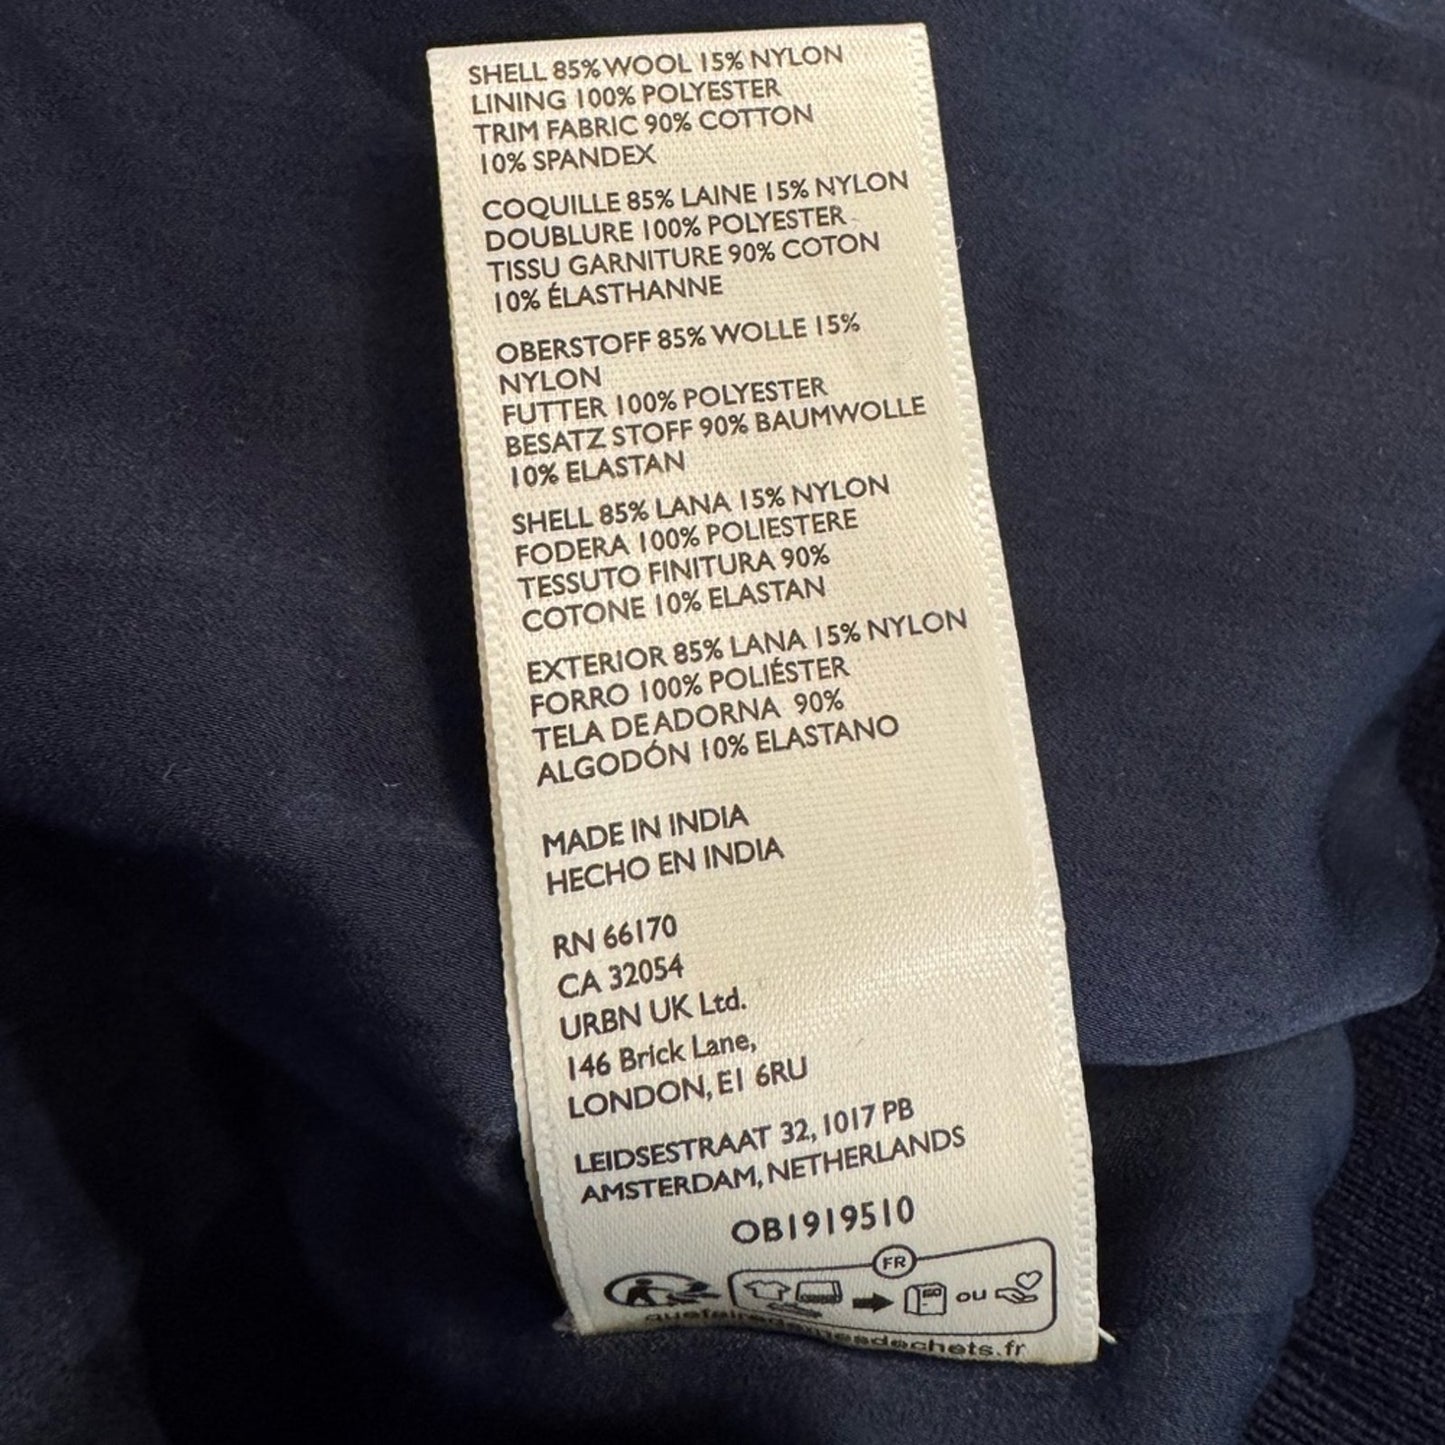 SHELL 85% WOOL 15% NYLON
LINING 100% POLYESTER
TRIM FABRIC 90% COTTON
10% SPANDEX
COQUILLE 85% LAINE 15% NYLON
DOUBLURE 100% POLYESTER
TISSU GARNITURE 90% COTON
10% ÉLASTHANNE
OBERSTOFF 85% WOLLE 15%
NYLON
FUTTER 100% POLYESTER
BESATZ STOFF 90% BAUMWOLLE
10% ELASTAN
SHELL 85% LANA 15% NYLON
FODERA 100% POLIESTERE
TESSUTO FINITURA 90%
COTONE 10% ELASTAN
EXTERIOR 85% LANA 15% NYLON
FORRO 100% POLIÉSTER
TELA DE ADORNA 90%
ALGODÓN 10% ELASTANO
MADE IN INDIA
HECHO EN INDIA
RN 66170
CA 32054
URBN UK Ltd.
146 Brick Lane,
LONDON, E1 6RU
LEIDSESTRAAT 32, 1017 PB
AMSTERDAM, NETHERLANDS
OB1919510
FR
OU
quefairedemesdechets.fr